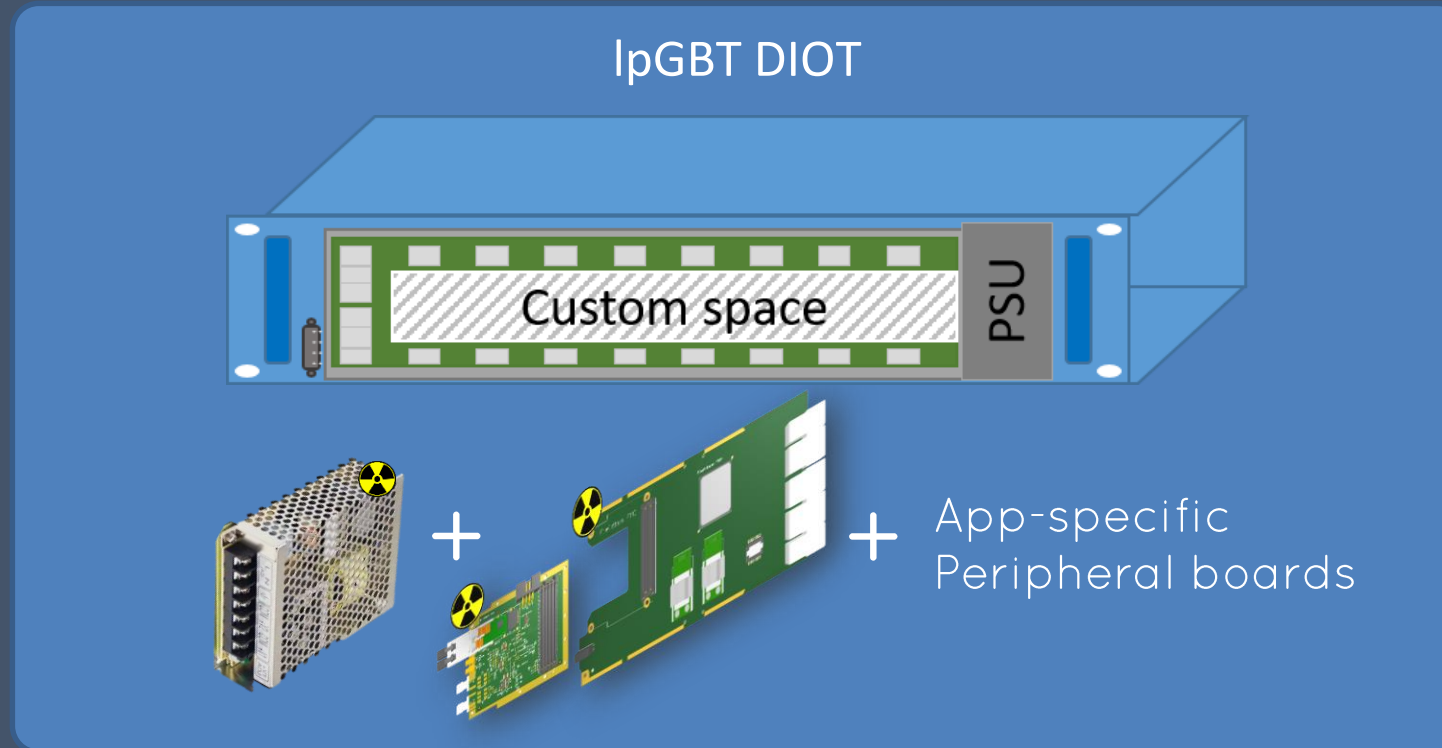 lpGBT DIOT
Custom space
PSU
App-specific
Peripheral boards